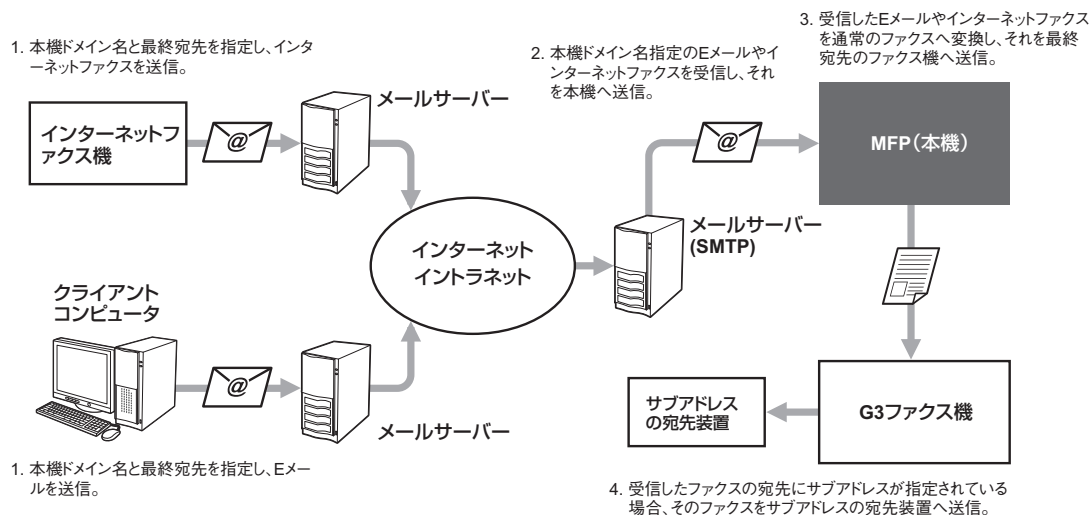 1. 本機ドメイン名と最終宛先を指定し、インタ
ーネットファクスを送信。
インターネットフ
ァクス機
@
メールサーバー
2. 本機ドメイン名指定のEメールやイ
ンターネットファクスを受信し、それ
を本機へ送信。
3. 受信したEメールやインターネットファクス
を通常のファクスへ変換し、それを最終
宛先のファクス機へ送信。
@
MFP（本機）
インターネット
イントラネット
メールサーバー
(SMTP)
クライアント
コンピュータ
@
メールサーバー
1. 本機ドメイン名と最終宛先を指定し、Eメー
ルを送信。
サブアドレス
の宛先装置
G3ファクス機
4. 受信したファクスの宛先にサブアドレスが指定されている
場合、そのファクスをサブアドレスの宛先装置へ送信。